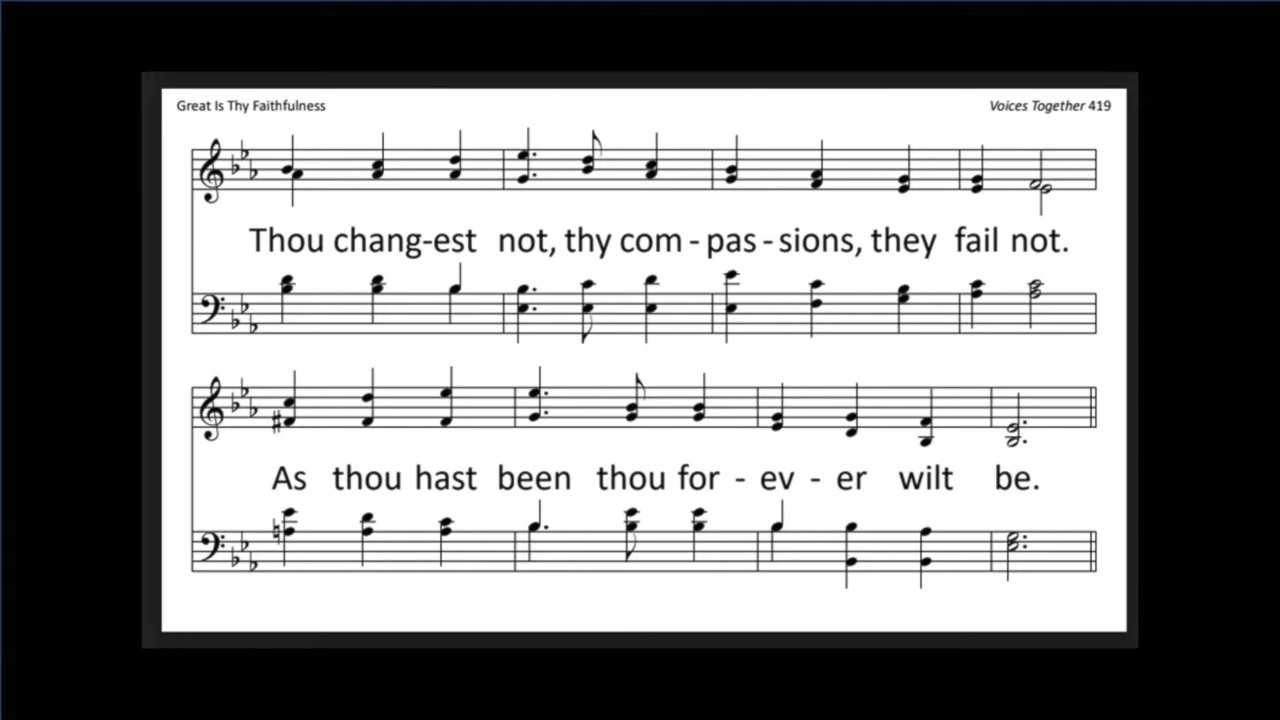 Great Is Thy Faithfulness
Voices Together 419
Thou chang-est not, thy com - pas - sions, they fail not.
As thou hast been thou for - ev - er wilt be.